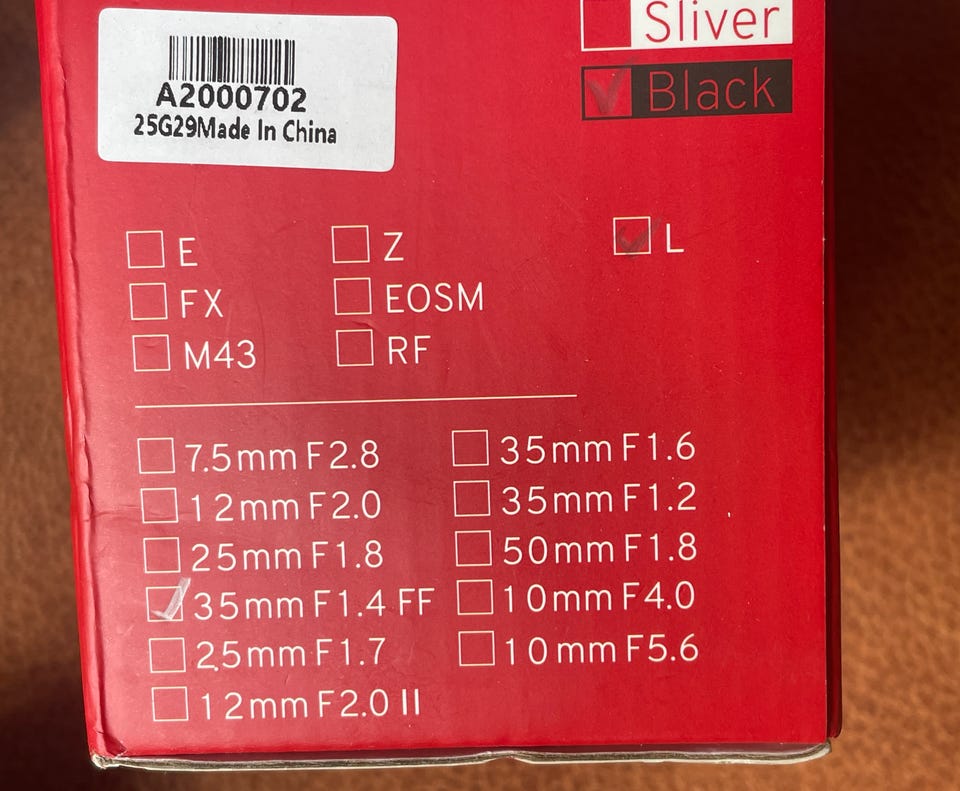 Sliver
Black
A2000702
25G29Made In China
E
Z
L
FX
EOSM
M43
RF
7.5mm F2.8
35mm F1.6
12mm F2.0
35mm F1.2
25mm F1.8
50mm F1.8
35mm F1.4 FF
10mm F4.0
25mm F1.7
10mm F5.6
12mm F2.0 II